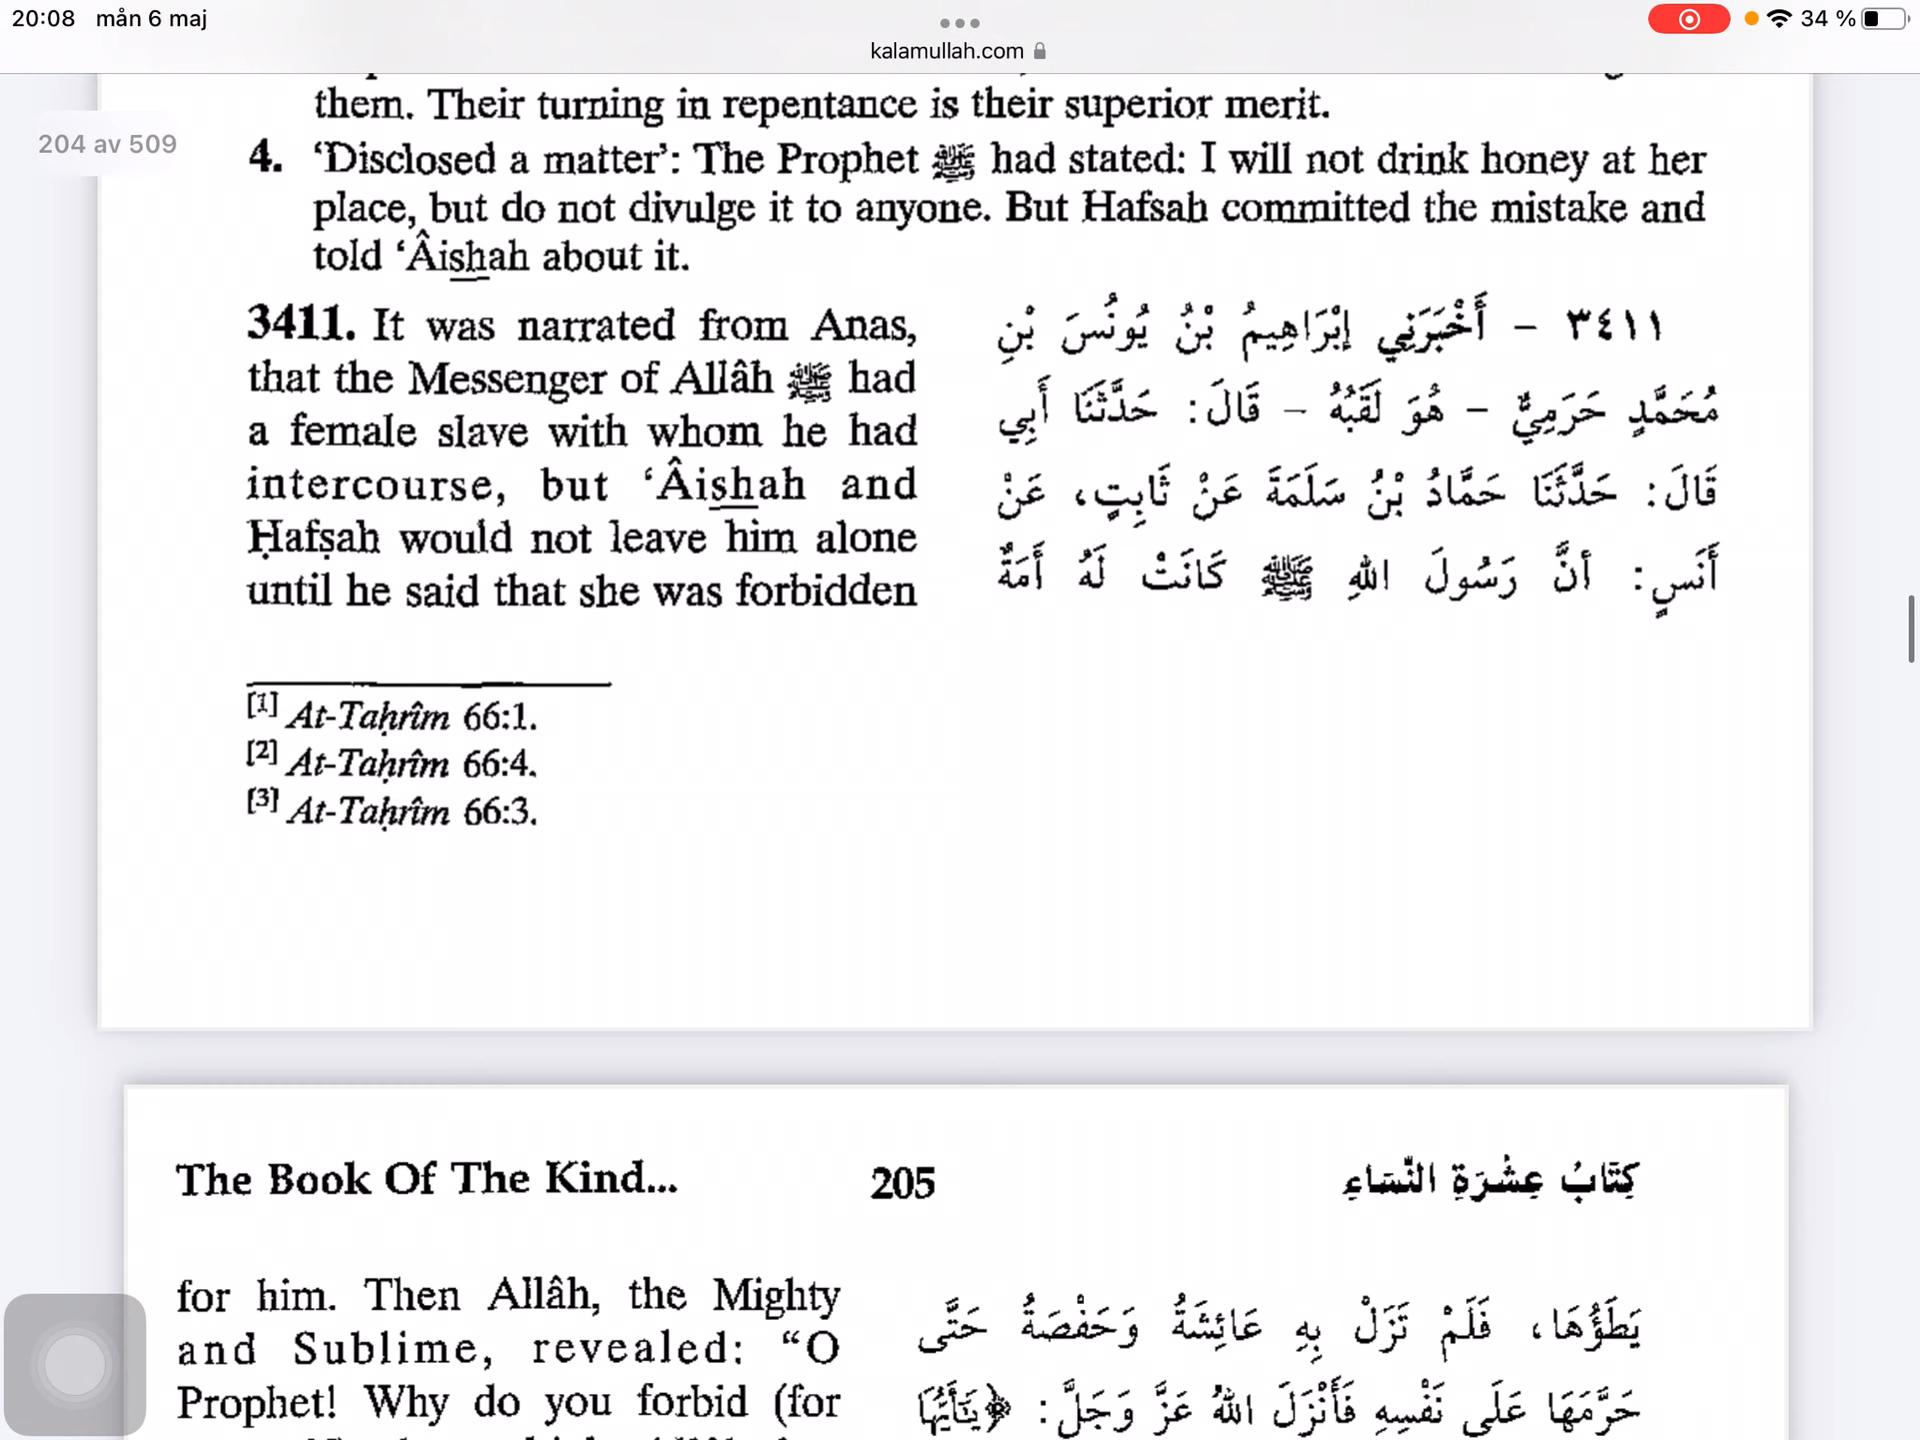 20:08 mån 6 maj
34 %
kalamullah.com
204 av 509
them. Their turning in repentance is their superior merit.
4. ‘Disclosed a matter’: The Prophet ﷺ had stated: I will not drink honey at her
place, but do not divulge it to anyone. But Hafsah committed the mistake and
told ‘Âishah about it.
3411. It was narrated from Anas,
that the Messenger of Allâh ﷺ had
a female slave with whom he had
intercourse, but ‘Âishah and
Ḥafṣah would not leave him alone
until he said that she was forbidden
٣٤١١ – أَخْبَرَنِي إِبْرَاهِيمُ بْنُ يُونُسَ بْنِ
مُحَمَّدٍ حَرَمِيٌّ – هُوَ لَقَبُهُ – قَالَ: حَدَّثَنَا أَبِي
قَالَ: حَدَّثَنَا حَمَّادُ بْنُ سَلَمَةَ عَنْ ثَابِتٍ، عَنْ
أَنَسٍ: أَنَّ رَسُولَ اللهِ ﷺ كَانَتْ لَهُ أَمَةٌ
[1] At-Taḥrîm 66:1.
[2] At-Taḥrîm 66:4.
[3] At-Taḥrîm 66:3.
The Book Of The Kind... 205 كِتَابُ عِشْرَةِ النِّسَاءِ
for him. Then Allâh, the Mighty
and Sublime, revealed: “O
Prophet! Why do you forbid (for
يَطَؤُهَا، فَلَمْ تَزَلْ بِهِ عَائِشَةُ وَحَفْصَةُ حَتَّى
حَرَّمَهَا عَلَى نَفْسِهِ فَأَنْزَلَ اللهُ عَزَّ وَجَلَّ: ﴿يَٰٓأَيُّهَا